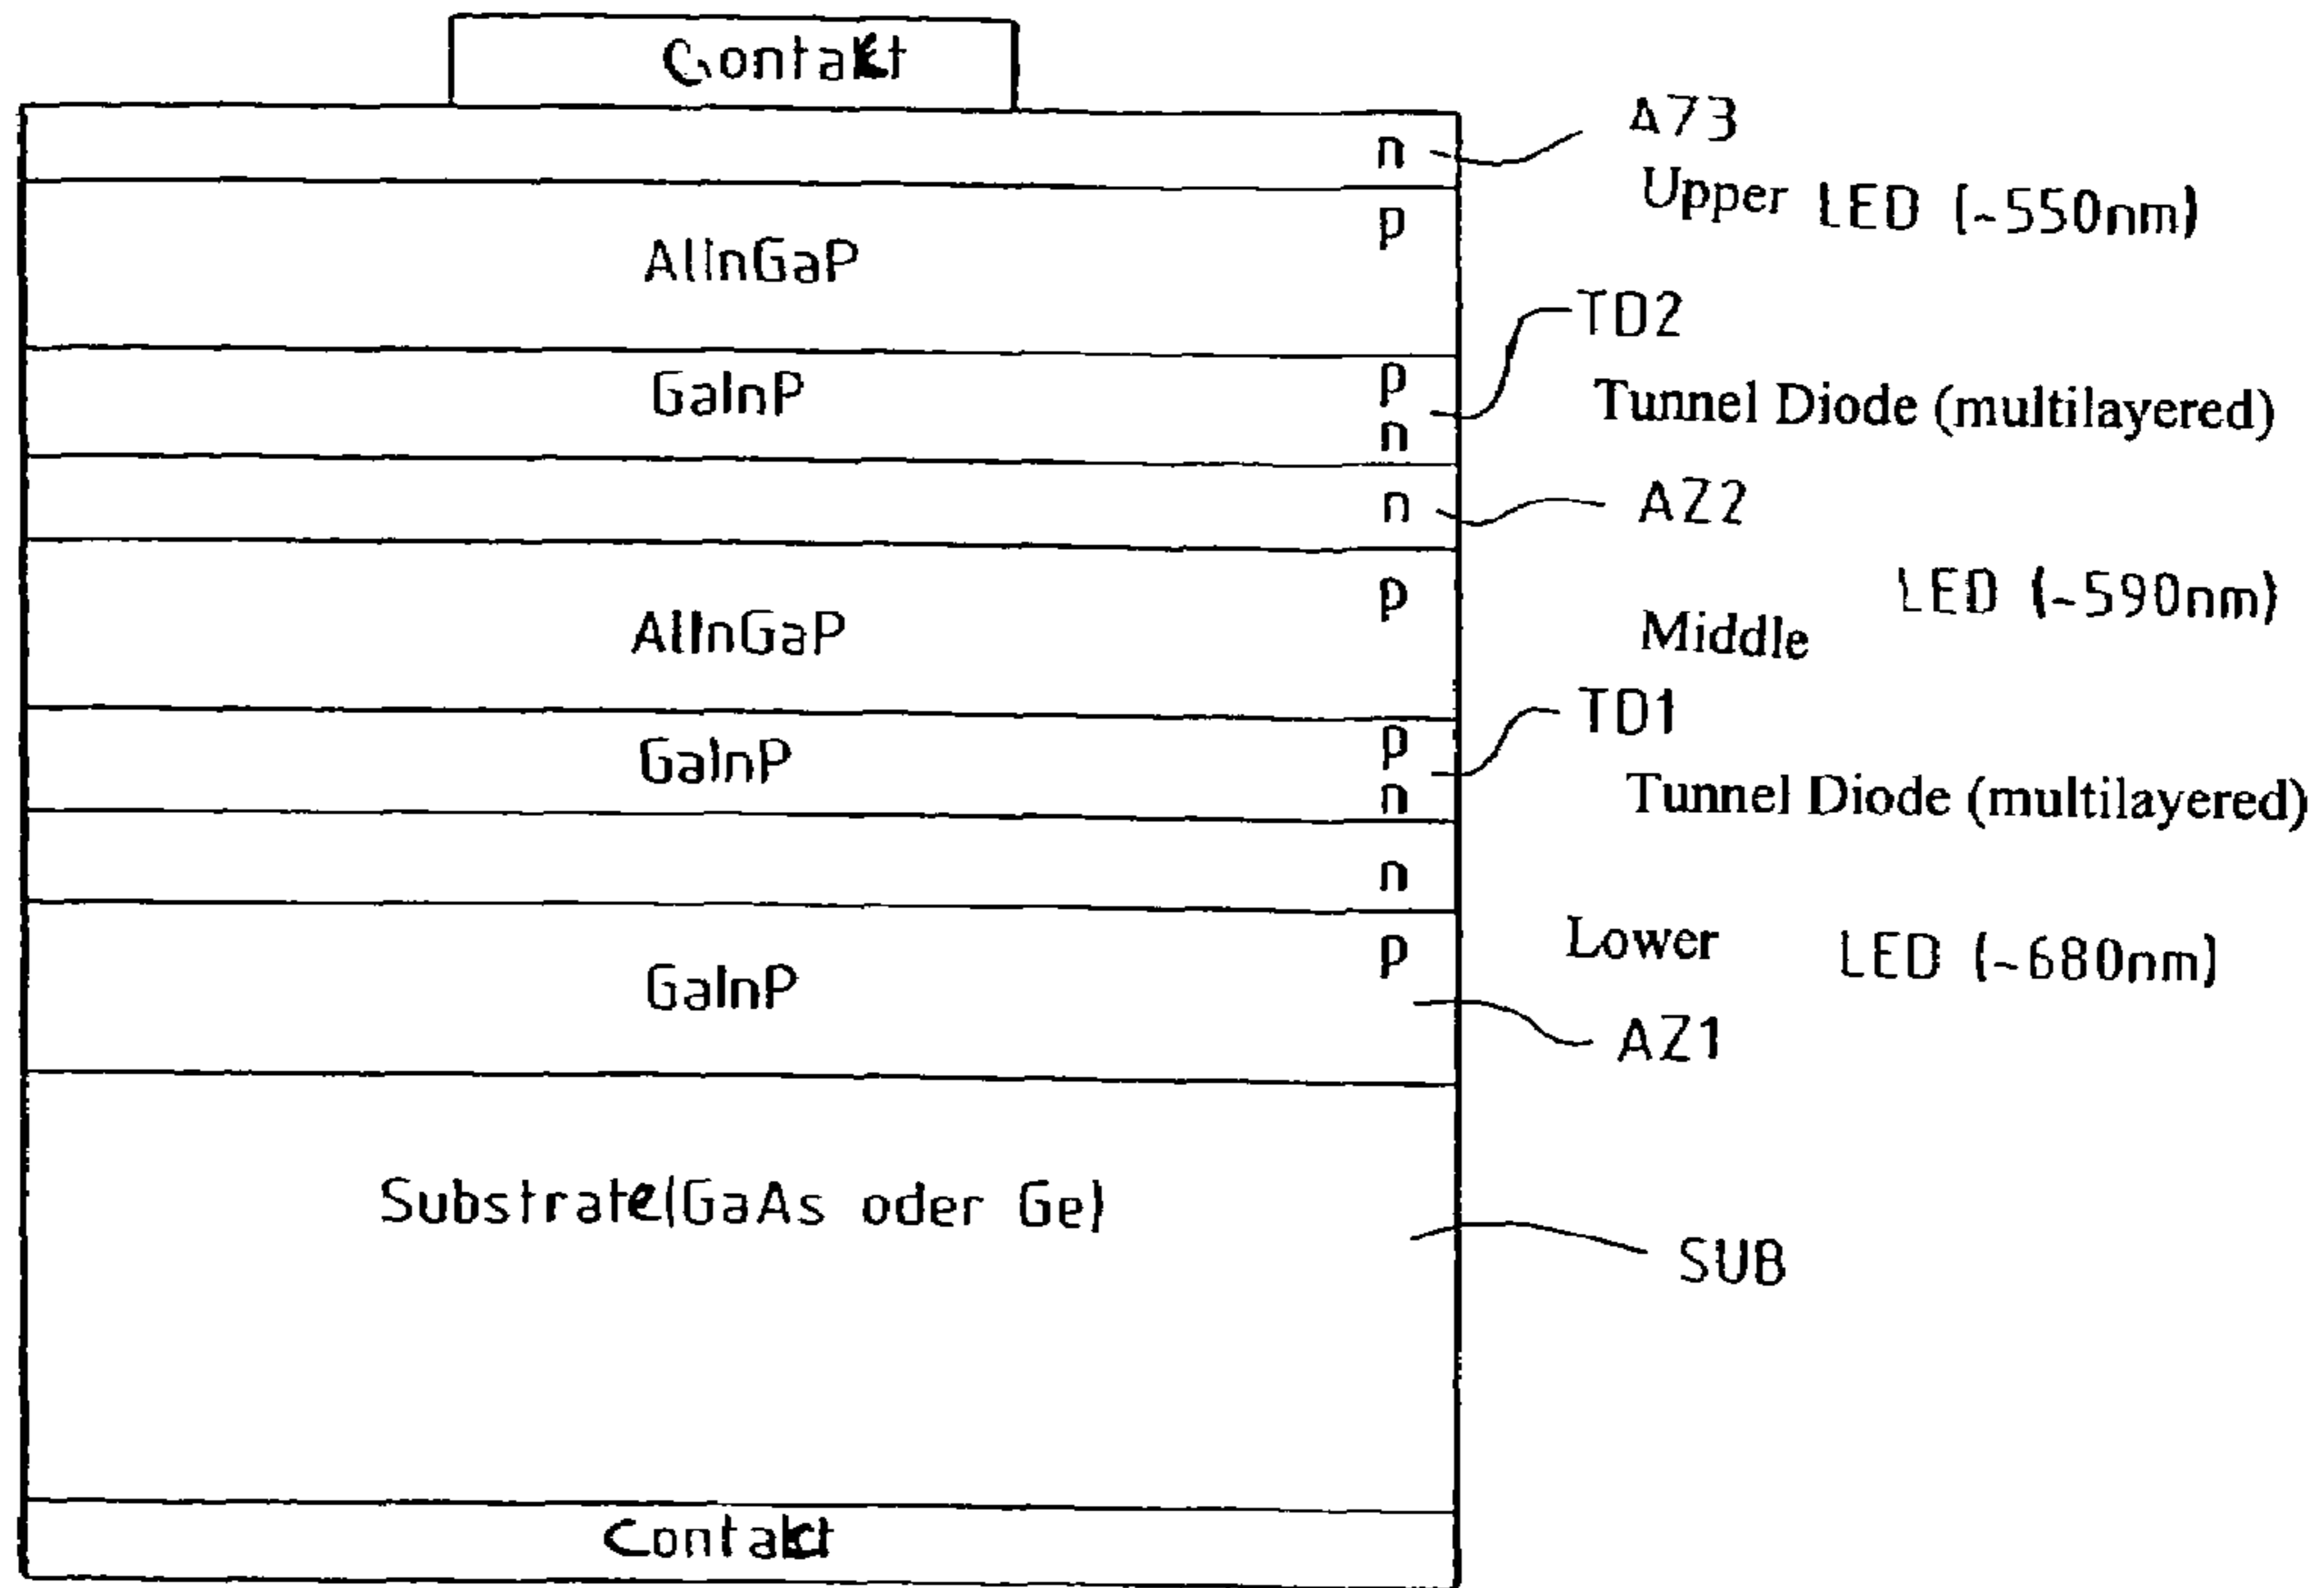 Contakt
n
A73
Upper LED (~550nm)
p
AlInGaP
TD2
GaInP
p
Tunnel Diode (multilayered)
n
n
AZ2
LED (~590nm)
p
AlInGaP
Middle
TD1
GaInP
p
n
Tunnel Diode (multilayered)
n
p
Lower LED (~680nm)
GaInP
AZ1
Substrate(GaAs oder Ge)
SUB
Contakt